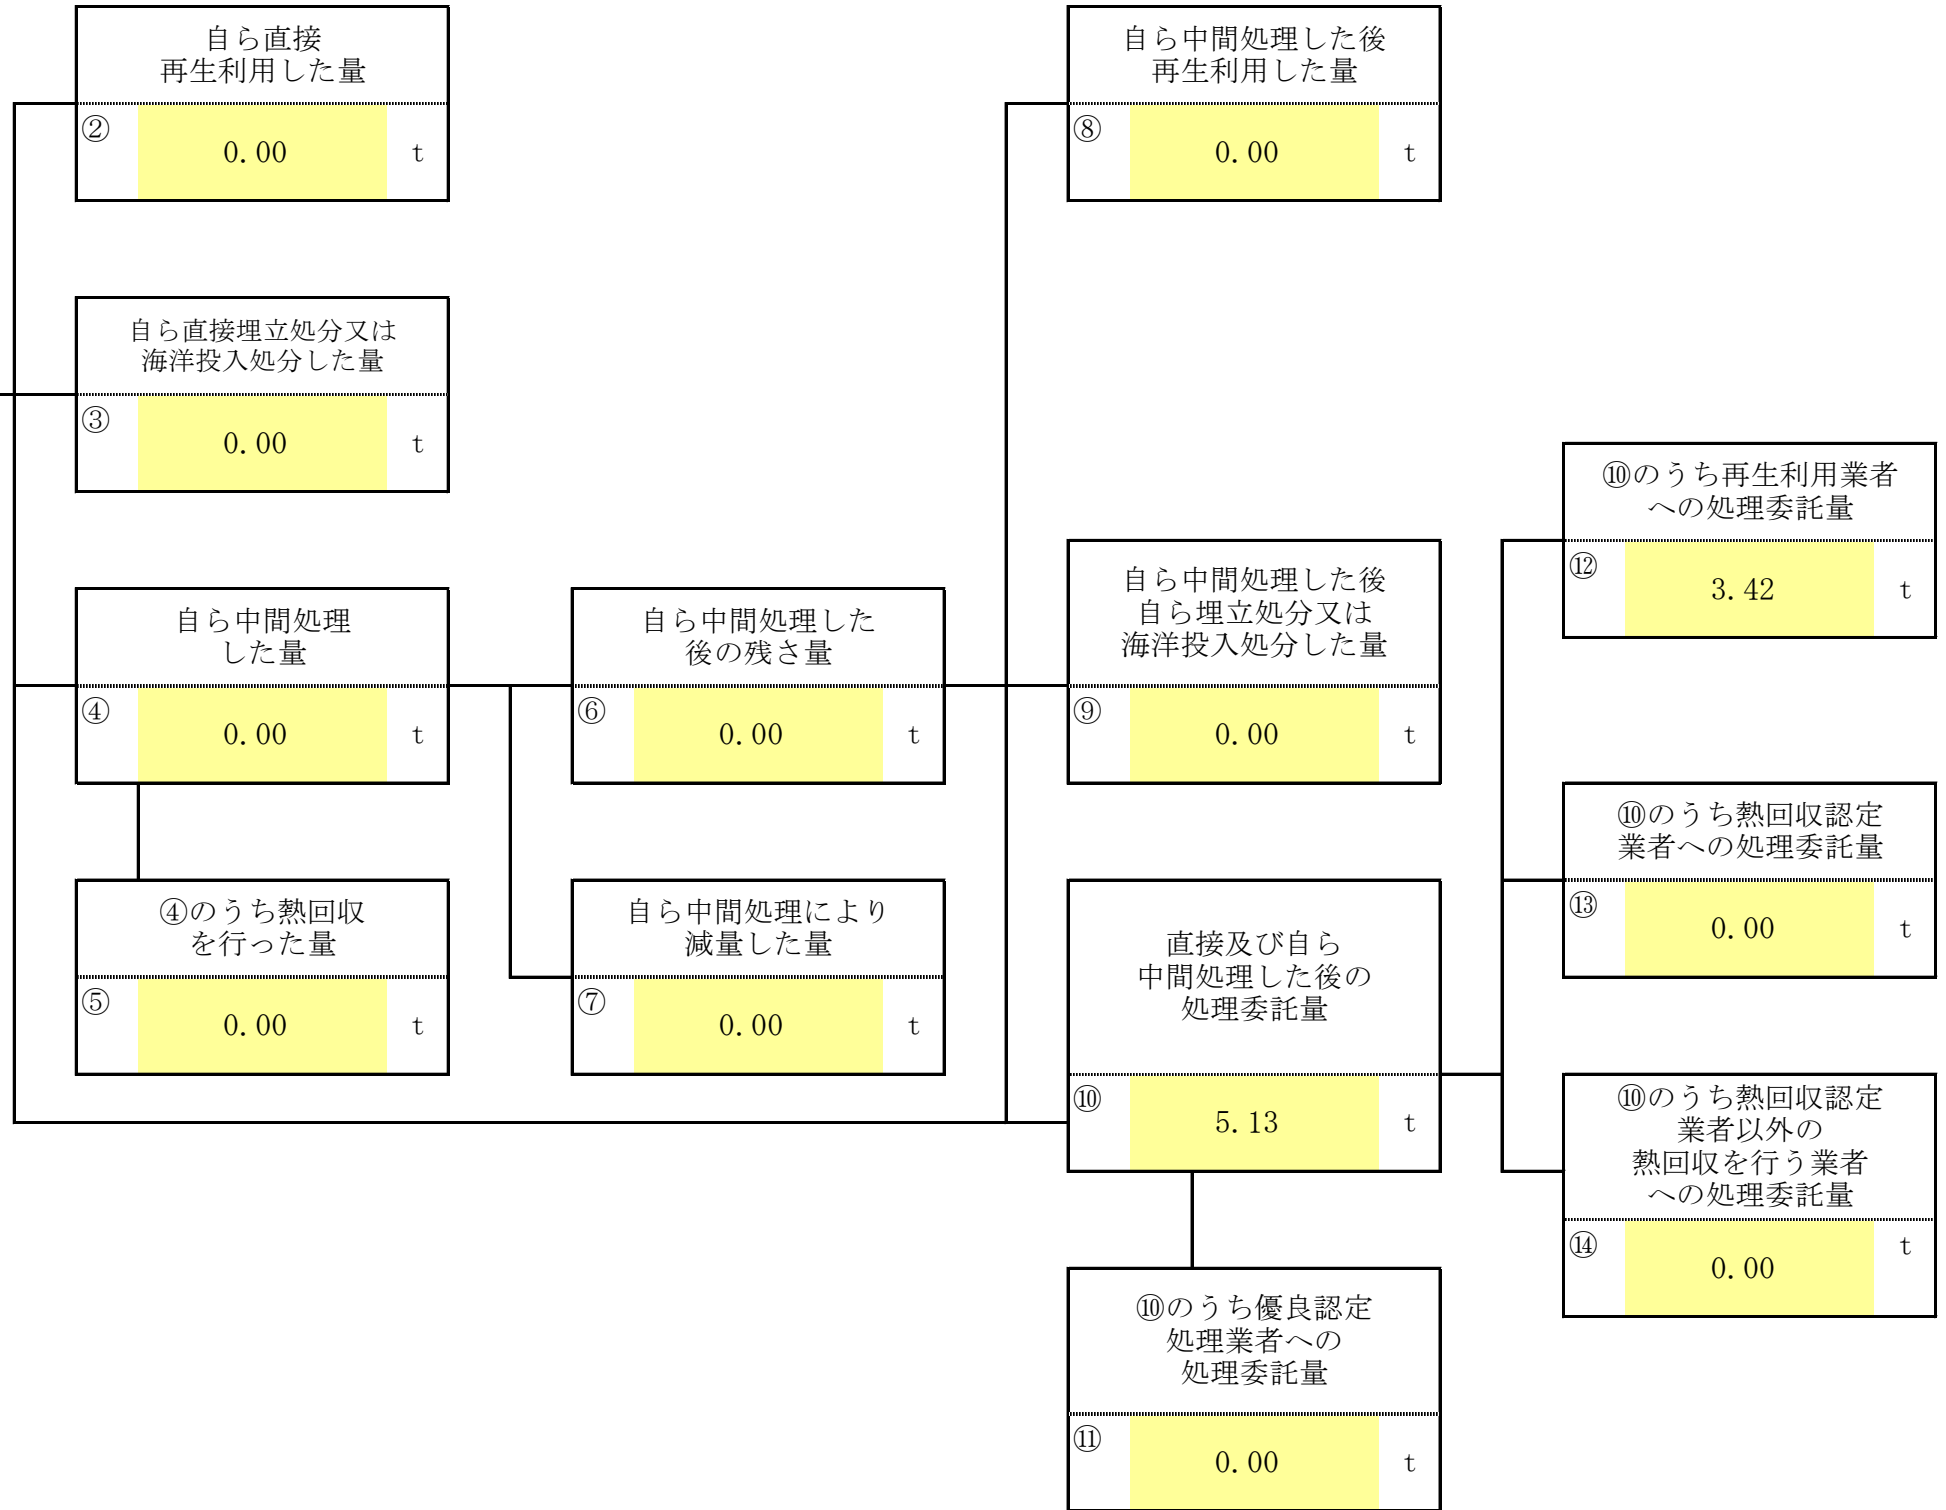 自ら直接
再生利用した量
② 0.00 t
自ら中間処理した後
再生利用した量
⑧ 0.00 t
自ら直接埋立処分又は
海洋投入処分した量
③ 0.00 t
⑩のうち再生利用業者
への処理委託量
⑫ 3.42 t
自ら中間処理
した量
④ 0.00 t
自ら中間処理した
後の残さ量
⑥ 0.00 t
自ら中間処理した後
自ら埋立処分又は
海洋投入処分した量
⑨ 0.00 t
⑩のうち熱回収認定
業者への処理委託量
⑬ 0.00 t
④のうち熱回収
を行った量
⑤ 0.00 t
自ら中間処理により
減量した量
⑦ 0.00 t
直接及び自ら
中間処理した後の
処理委託量
⑩ 5.13 t
⑩のうち熱回収認定
業者以外の
熱回収を行う業者
への処理委託量
⑭ 0.00 t
⑩のうち優良認定
処理業者への
処理委託量
⑪ 0.00 t